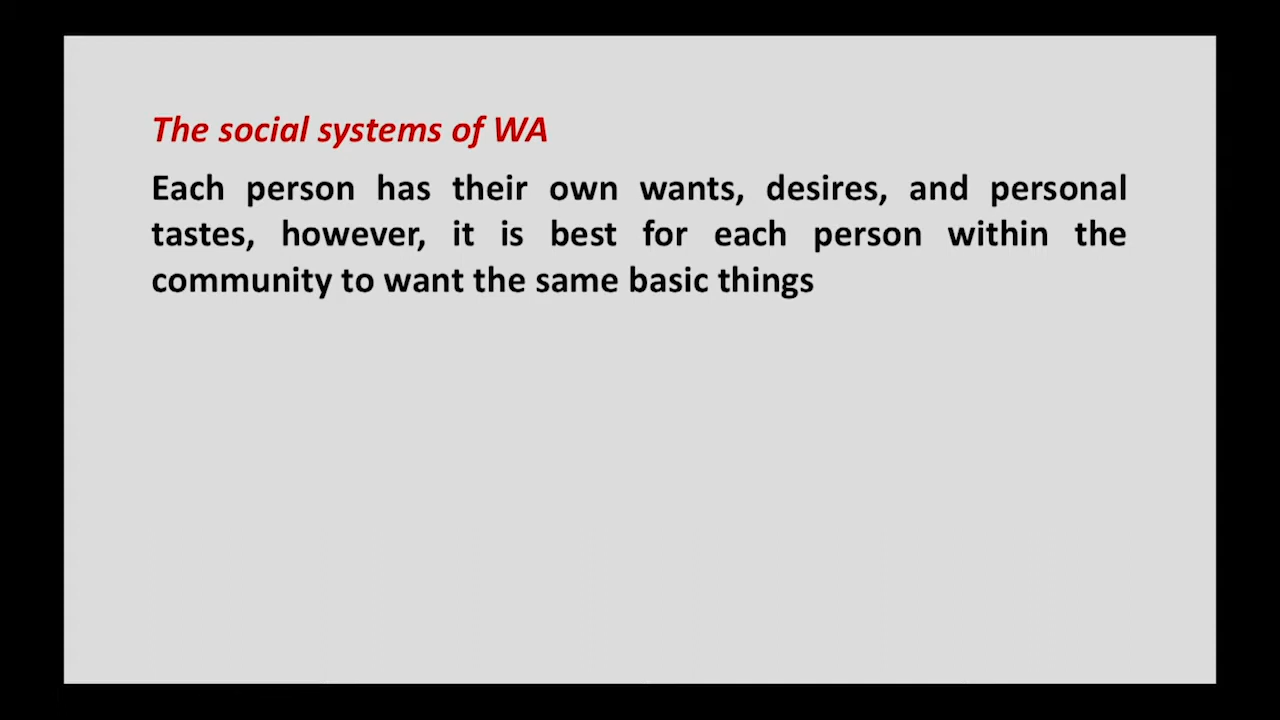 The social systems of WA
Each person has their own wants, desires, and personal
tastes, however, it is best for each person within the
community to want the same basic things